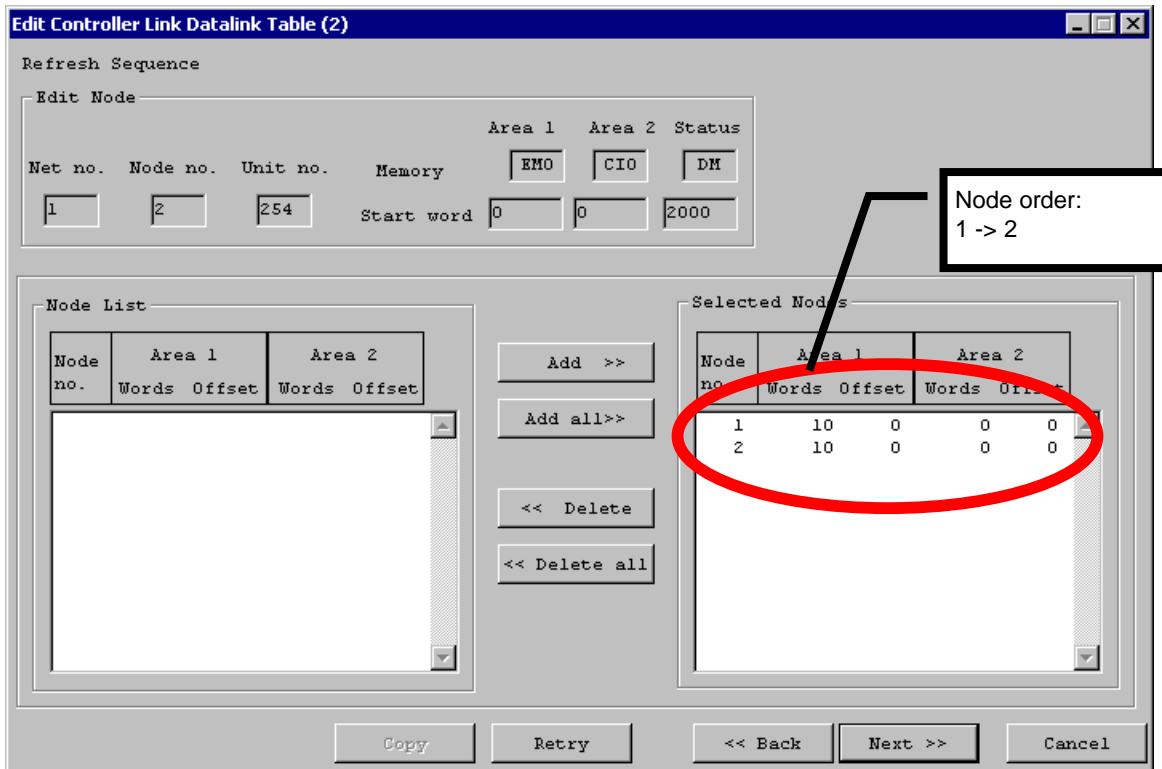 Edit Controller Link Datalink Table (2)
Refresh Sequence
Edit Node
Area 1 Area 2 Status
Net no. Node no. Unit no. Memory EM0 CIO DM
1 2 254 Start word 0 0 2000
Node order:
1 -> 2
Node List
Node no. Area 1 Area 2
Words Offset Words Offset
Add >>
Add all>>
<< Delete
<< Delete all
Selected Nodes
Node no. Area 1 Area 2
Words Offset Words Offset
1 10 0 0 0
2 10 0 0 0
Copy Retry << Back Next >> Cancel